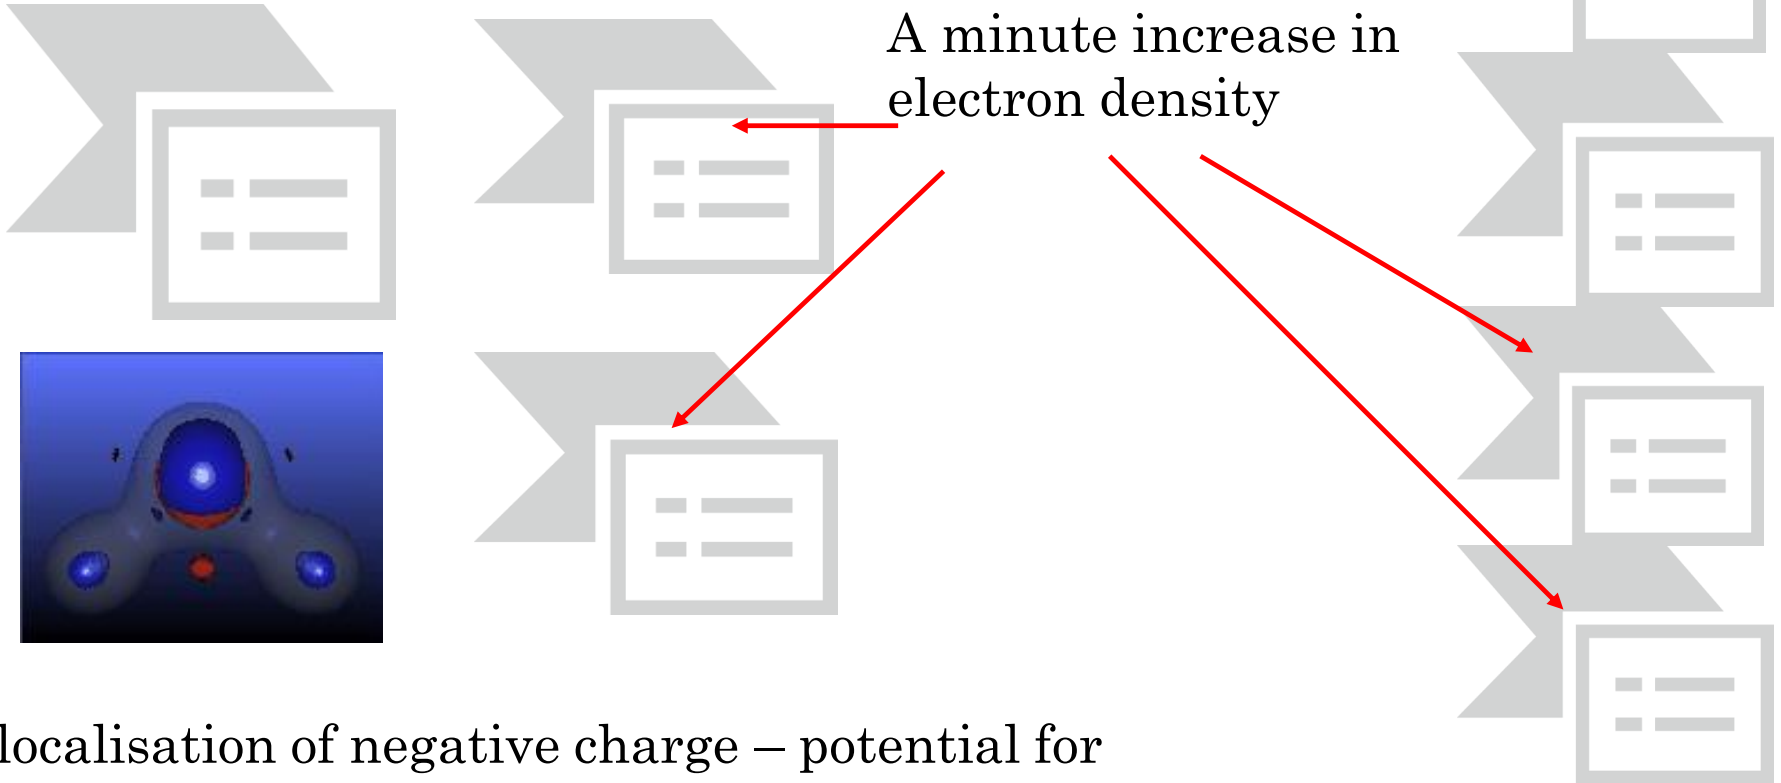 A minute increase in
electron density
localisation of negative charge – potential for